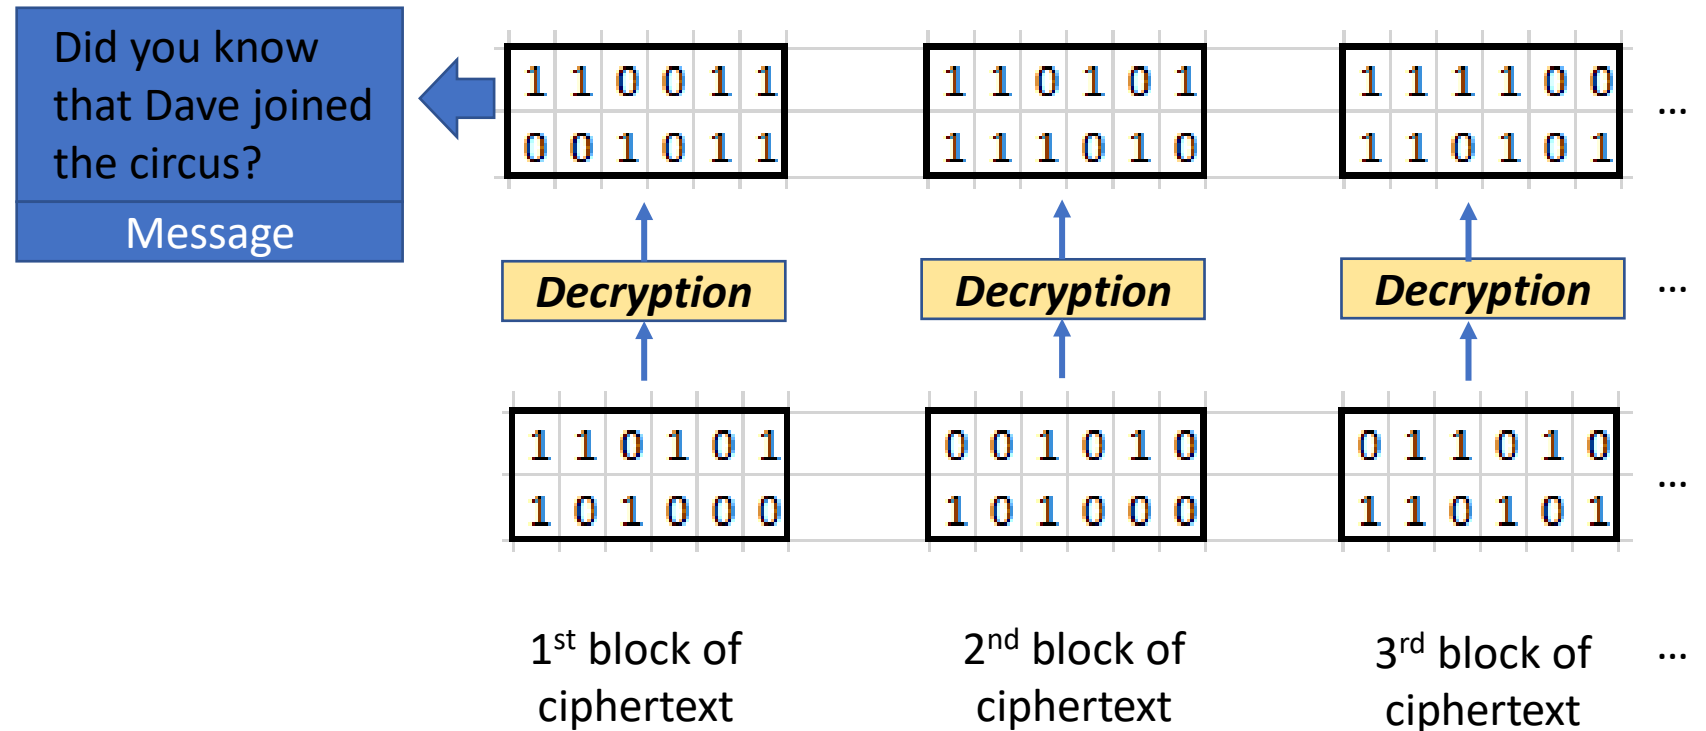 Did you know
that Dave joined
the circus?
Message
1 1 0 0 1 1
0 0 1 0 1 1
1 1 0 1 0 1
1 1 1 0 1 0
1 1 1 1 0 0
1 1 0 1 0 1
...
Decryption
Decryption
Decryption
...
1 1 0 1 0 1
1 0 1 0 0 0
0 0 1 0 1 0
1 0 1 0 0 0
0 1 1 0 1 0
1 1 0 1 0 1
...
1st block of
ciphertext
2nd block of
ciphertext
3rd block of
ciphertext
...